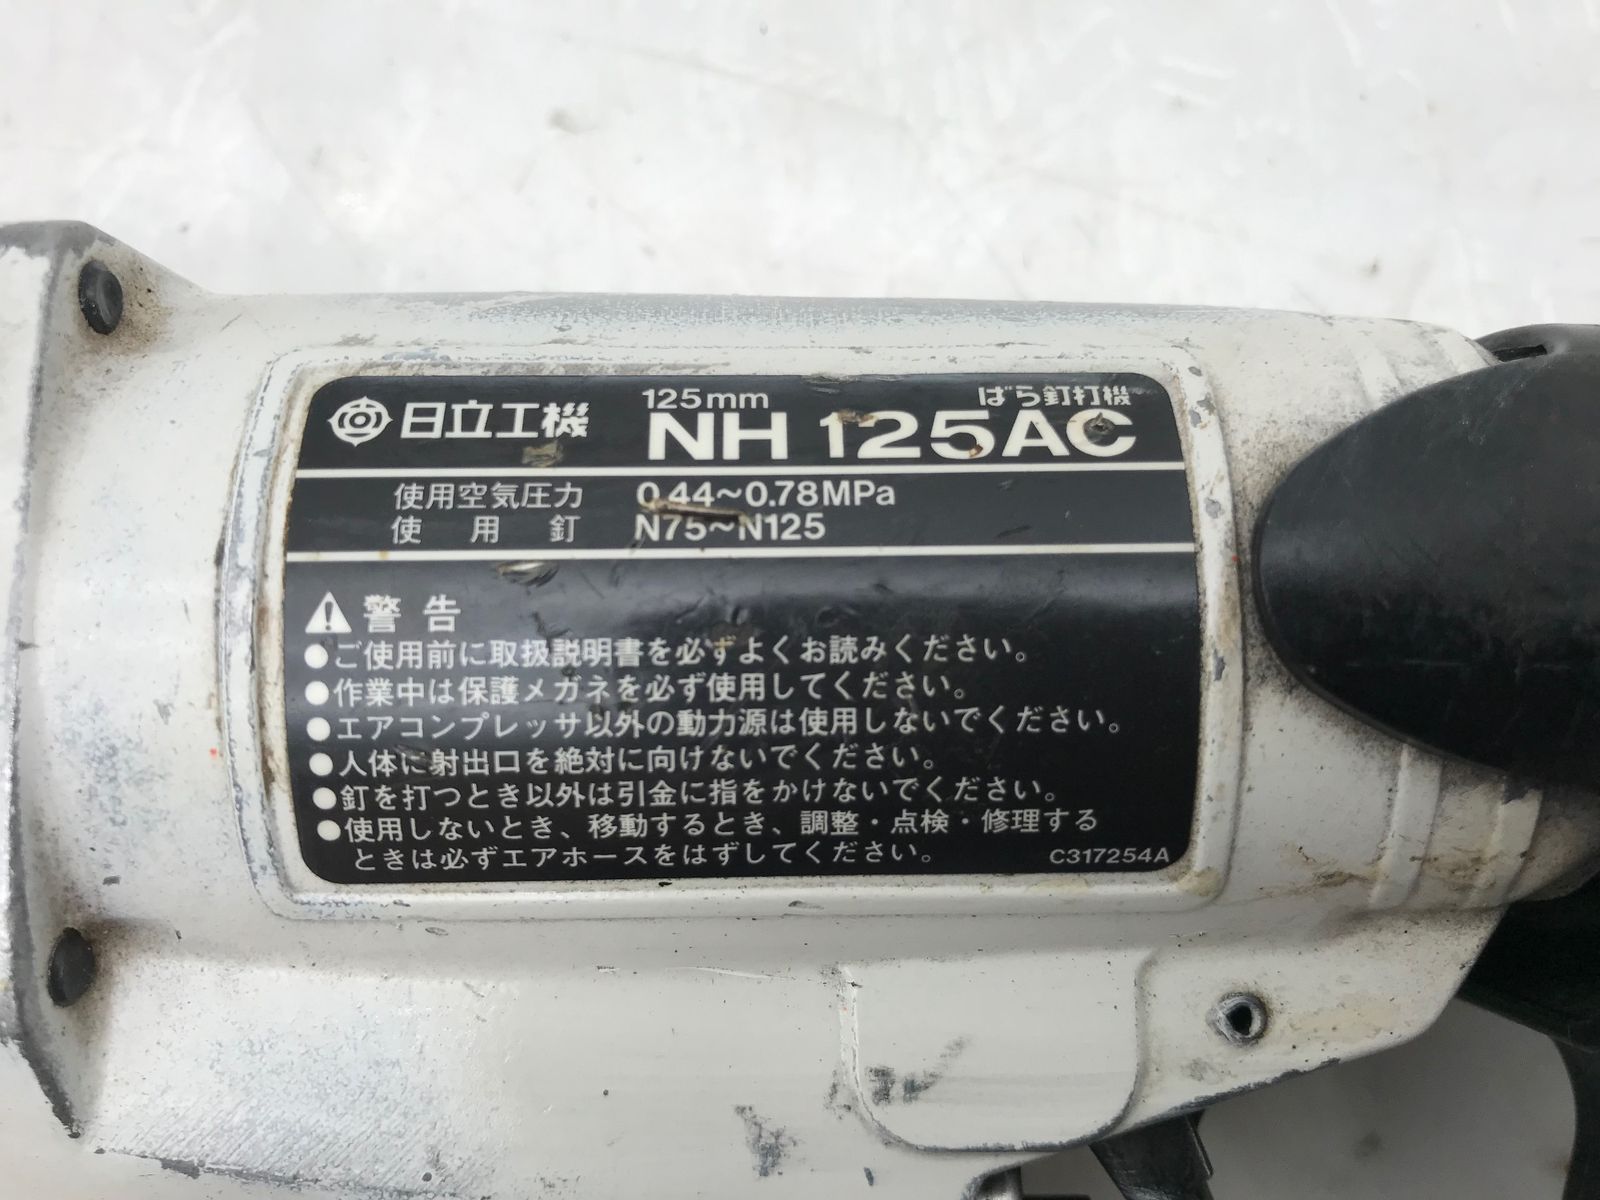 日立工機 125mm ばら釘打機
NH 125AC
使用空気圧力 0.44～0.78MPa
使用釘 N75～N125
警告
●ご使用前に取扱説明書を必ずよくお読みください。
●作業中は保護メガネを必ず使用してください。
●エアコンプレッサ以外の動力源は使用しないでください。
●人体に射出口を絶対に向けないでください。
●釘を打つとき以外は引金に指をかけないでください。
●使用しないとき、移動するとき、調整・点検・修理する
ときは必ずエアホースをはずしてください。 C317254A